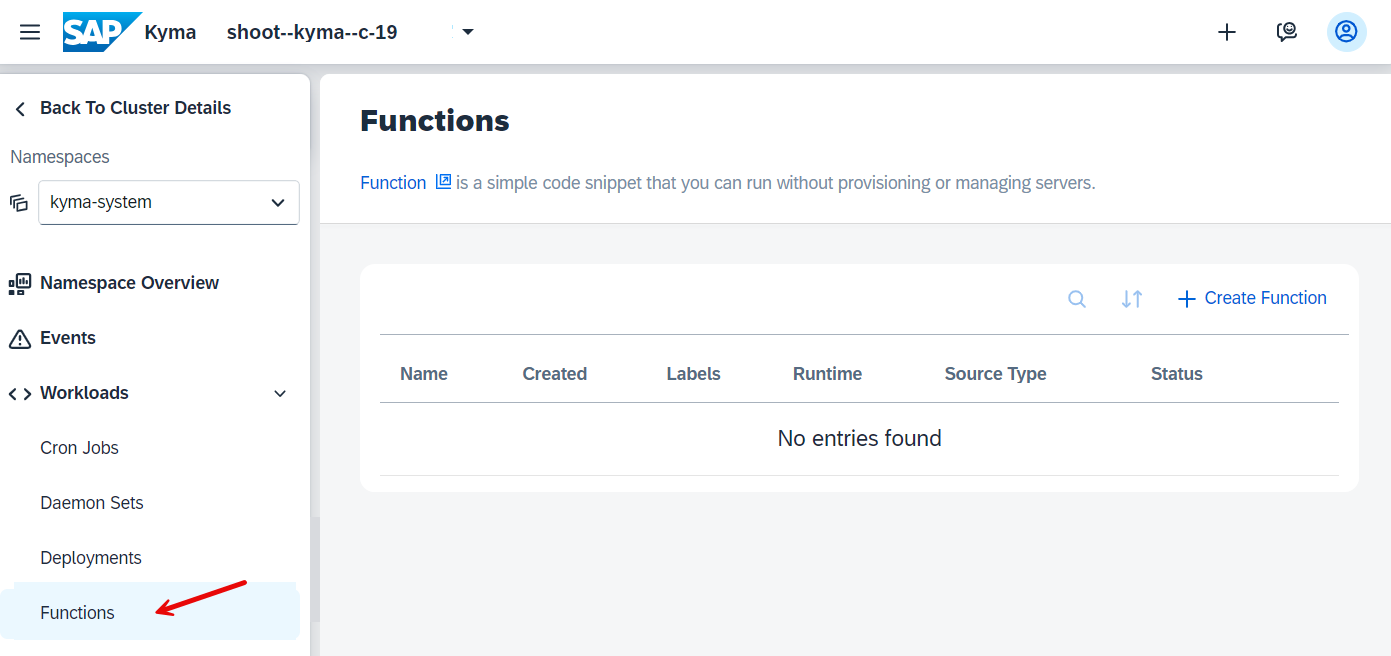 SAP Kyma shoot--kyma--c-19
Back To Cluster Details
Namespaces
kyma-system
Namespace Overview
Events
Workloads
Cron Jobs
Daemon Sets
Deployments
Functions
Functions
Function is a simple code snippet that you can run without provisioning or managing servers.
Create Function
Name Created Labels Runtime Source Type Status
No entries found